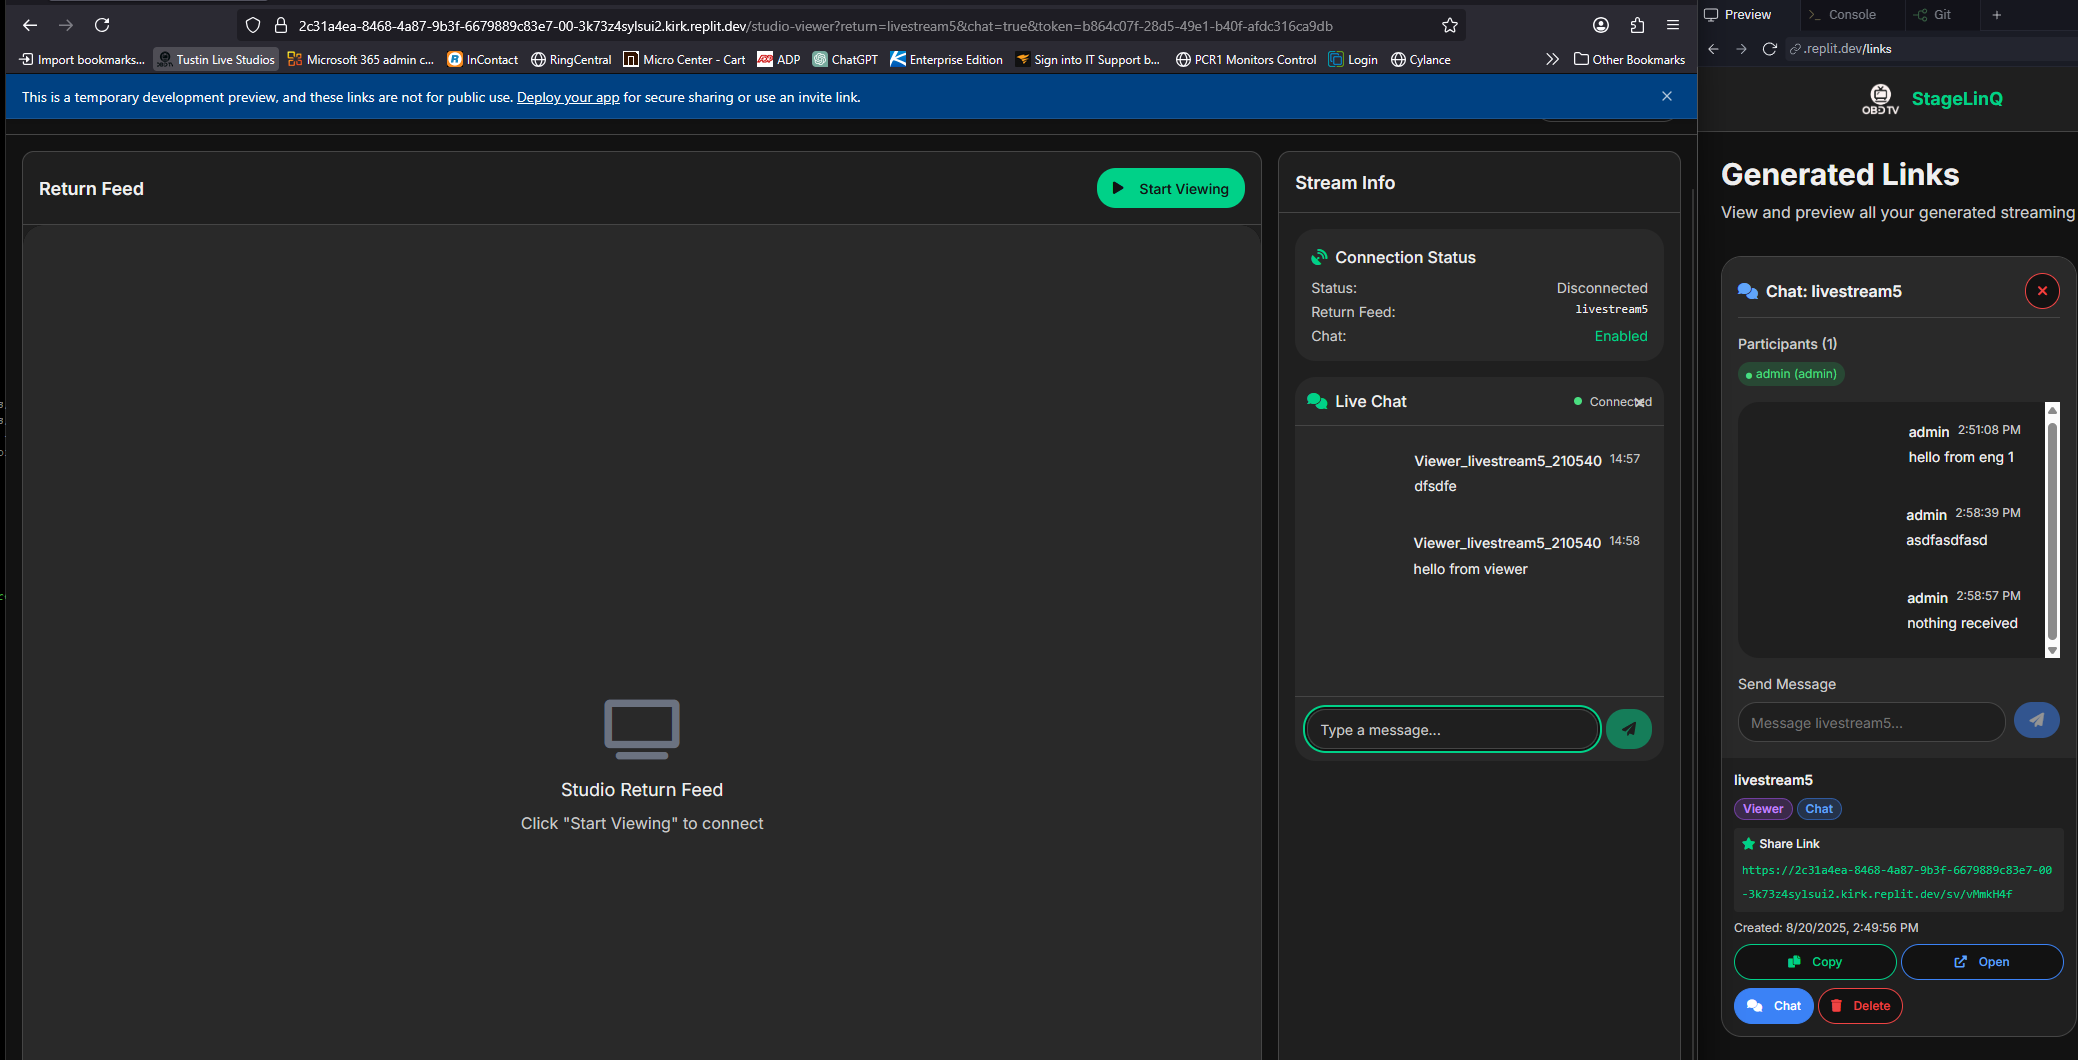 2c31a4ea-8468-4a87-9b3f-6679889c83e7-00-3k73z4sylsui2.kirk.replit.dev/studio-viewer?return=livestream5&chat=true&token=b864c07f-28d5-49e1-b40f-afdc316ca9db
Import bookmarks... Tustin Live Studios Microsoft 365 admin c... InContact RingCentral Micro Center - Cart ADP ChatGPT Enterprise Edition Sign into IT Support b... PCR1 Monitors Control Login Cylance Other Bookmarks
This is a temporary development preview, and these links are not for public use. Deploy your app for secure sharing or use an invite link.
Return Feed
Start Viewing
Studio Return Feed
Click "Start Viewing" to connect
Stream Info
Connection Status
Status: Disconnected
Return Feed: livestream5
Chat: Enabled
Live Chat Connected
Viewer_livestream5_210540 14:57
dfsdfe
Viewer_livestream5_210540 14:58
hello from viewer
Type a message...
Preview Console Git
.replit.dev/links
OBDTV StageLinQ
Generated Links
View and preview all your generated streaming
Chat: livestream5
Participants (1)
admin (admin)
admin 2:51:08 PM
hello from eng 1
admin 2:58:39 PM
asdfasdfasd
admin 2:58:57 PM
nothing received
Send Message
Message livestream5...
livestream5
Viewer Chat
Share Link
https://2c31a4ea-8468-4a87-9b3f-6679889c83e7-00
-3k73z4sylsui2.kirk.replit.dev/sv/vMmkH4f
Created: 8/20/2025, 2:49:56 PM
Copy Open
Chat Delete